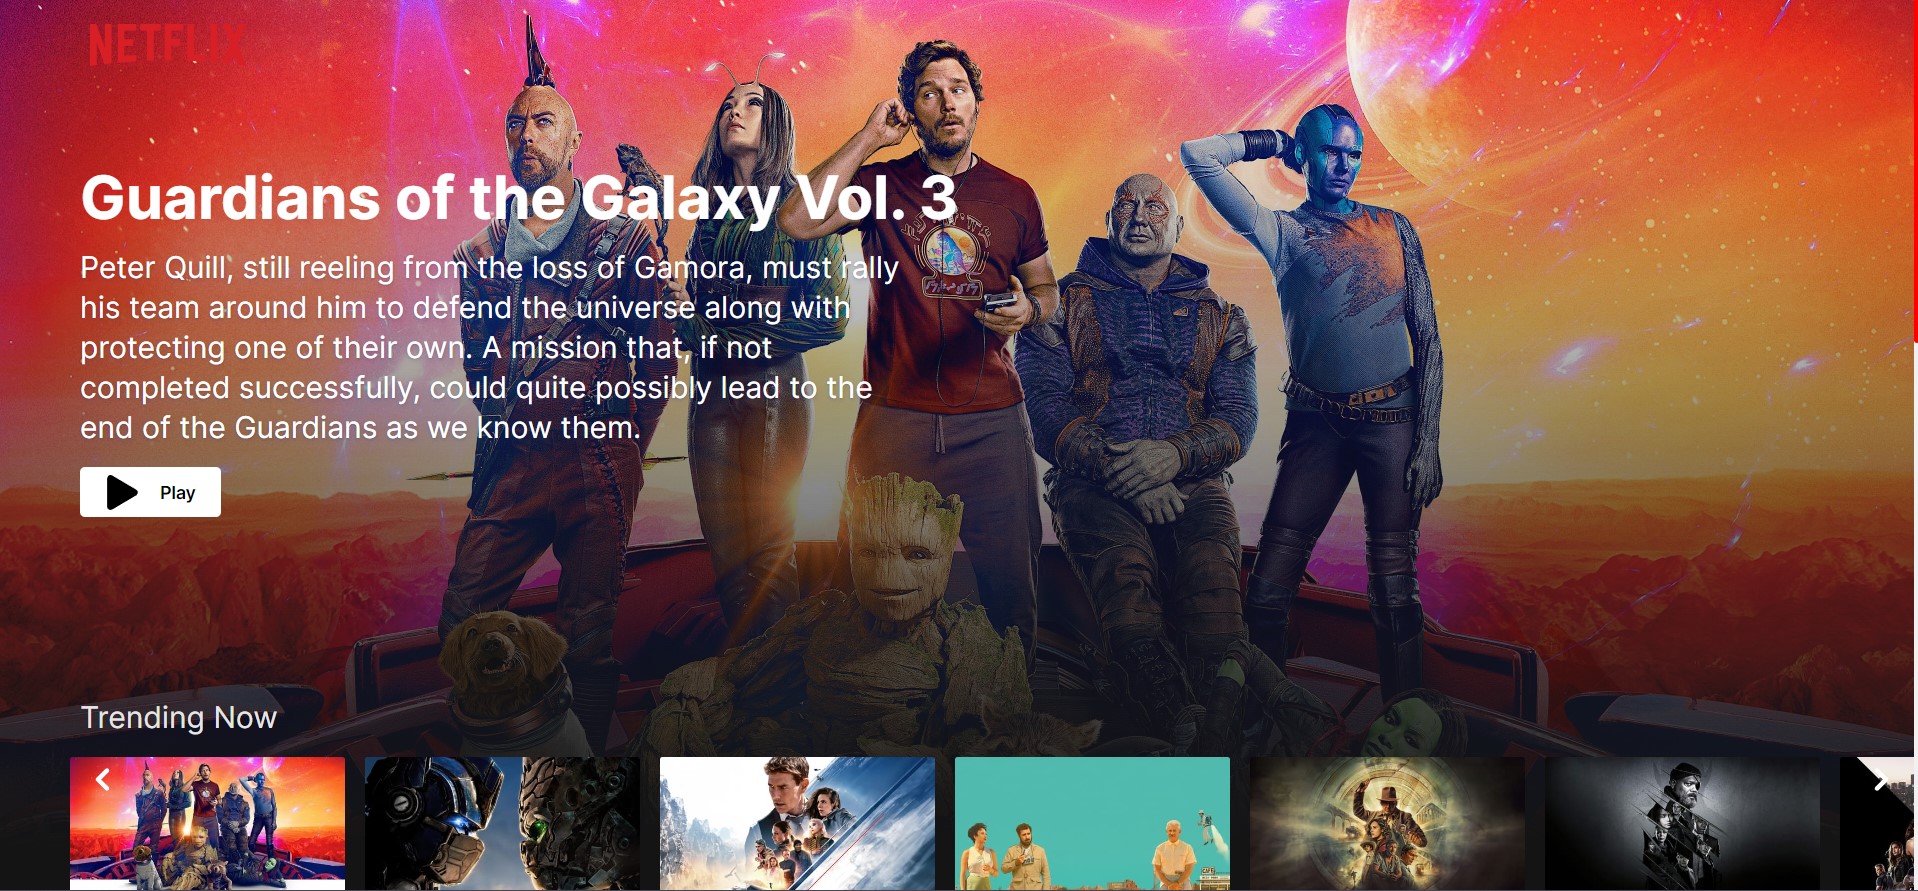 NETFLIX
Guardians of the Galaxy Vol. 3
Peter Quill, still reeling from the loss of Gamora, must rally
his team around him to defend the universe along with
protecting one of their own. A mission that, if not
completed successfully, could quite possibly lead to the
end of the Guardians as we know them.
Play
Trending Now